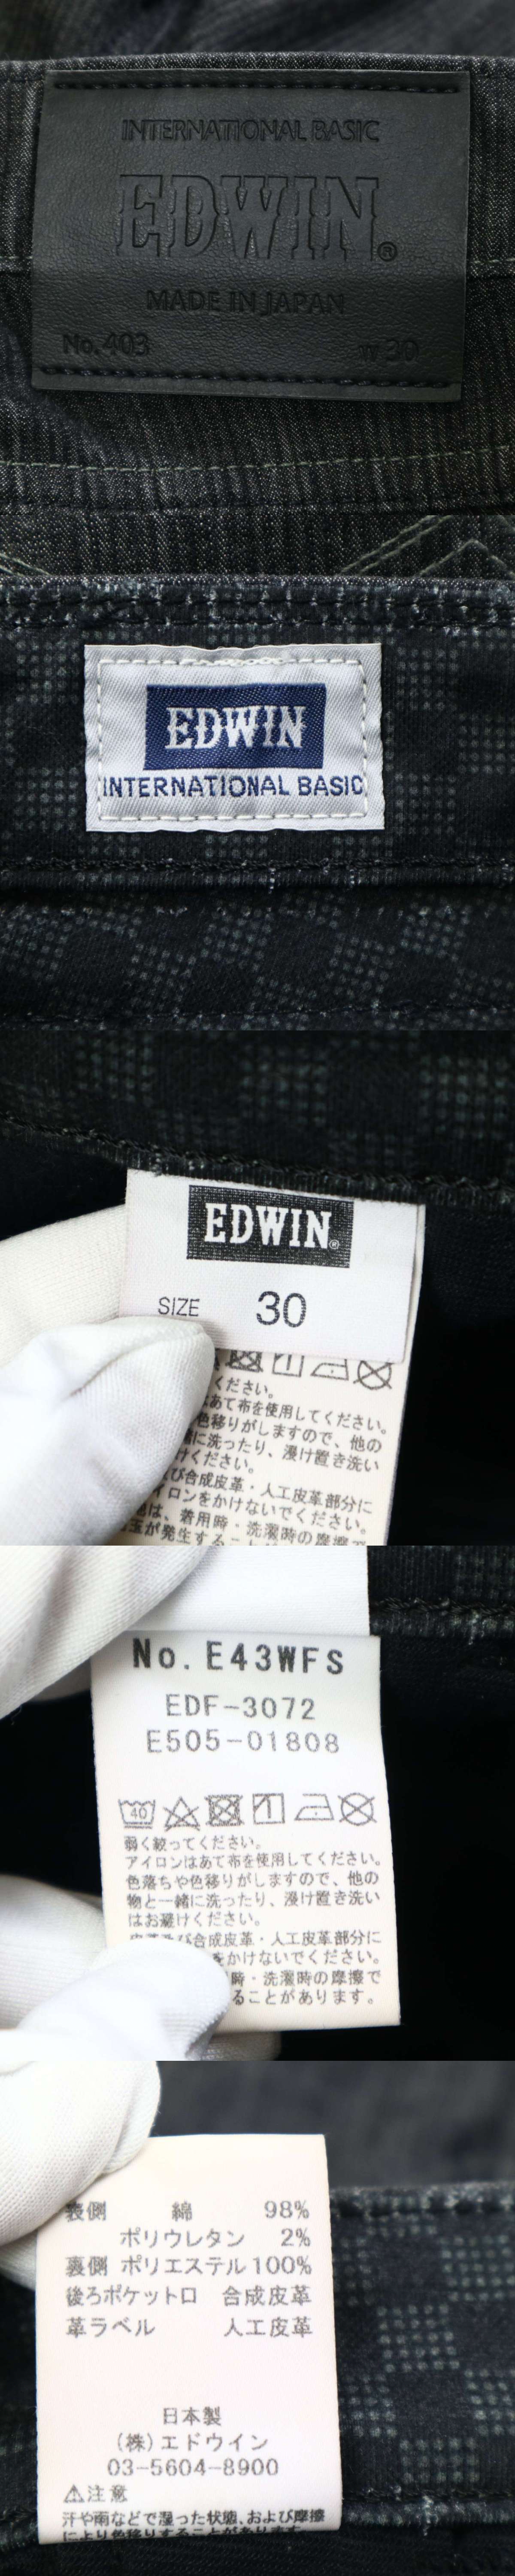 INTERNATIONAL BASIC
EDWIN®
MADE IN JAPAN
No. 403 W 30
EDWIN
INTERNATIONAL BASIC
EDWIN®
SIZE 30
ください。
あて布を使用してください。
色移りがしますので、他の
に洗ったり、漬け置き洗い
けください。
び合成皮革・人工皮革部分に
イロンをかけないでください。
は、着用時・洗濯時の摩擦で
玉が発生する
No. E43WFS
EDF-3072
E505-01808
40
弱く絞ってください。
アイロンはあて布を使用してください。
色落ちや色移りがしますので、他の
物と一緒に洗ったり、漬け置き洗い
はお避けください。
皮革及び合成皮革・人工皮革部分に
をかけないでください。
時・洗濯時の摩擦で
ることがあります。
表側 綿 98%
ポリウレタン 2%
裏側 ポリエステル100%
後ろポケット口 合成皮革
革ラベル 人工皮革
日本製
(株)エドウイン
03-5604-8900
⚠注意
汗や雨などで湿った状態、および摩擦
により色移りすることがあります。